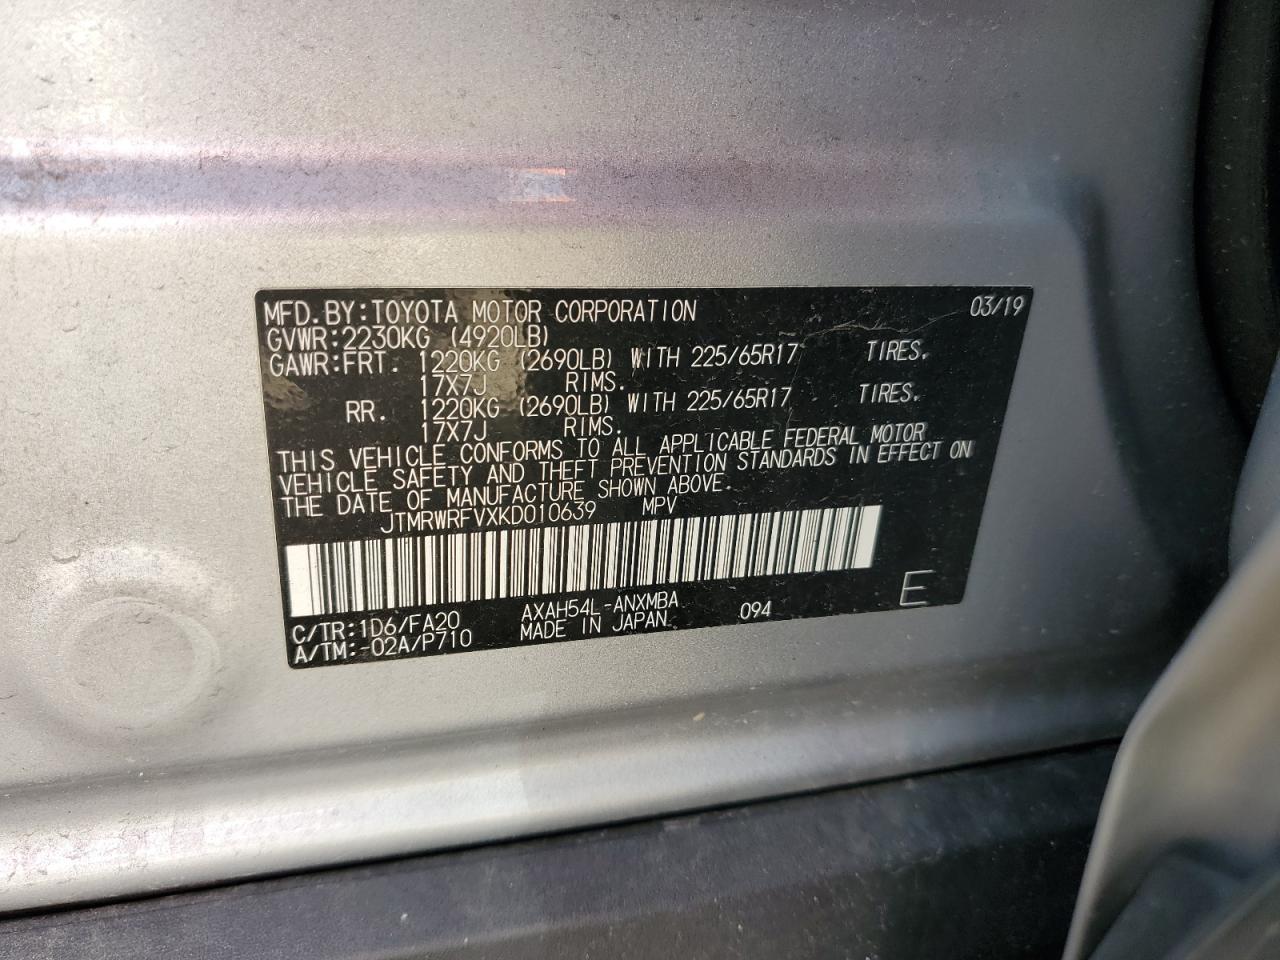 MFD.BY:TOYOTA MOTOR CORPORATION 03/19
GVWR:2230KG (4920LB)
GAWR:FRT. 1220KG (2690LB) WITH 225/65R17 TIRES.
17X7J RIMS.
RR. 1220KG (2690LB) WITH 225/65R17 TIRES.
17X7J RIMS.
THIS VEHICLE CONFORMS TO ALL APPLICABLE FEDERAL MOTOR
VEHICLE SAFETY AND THEFT PREVENTION STANDARDS IN EFFECT ON
THE DATE OF MANUFACTURE SHOWN ABOVE.
JTMRWRFVXKD010639 MPV
C/TR:1D6/FA20 AXAH54L-ANXMBA 094 E
A/TM:-02A/P710 MADE IN JAPAN